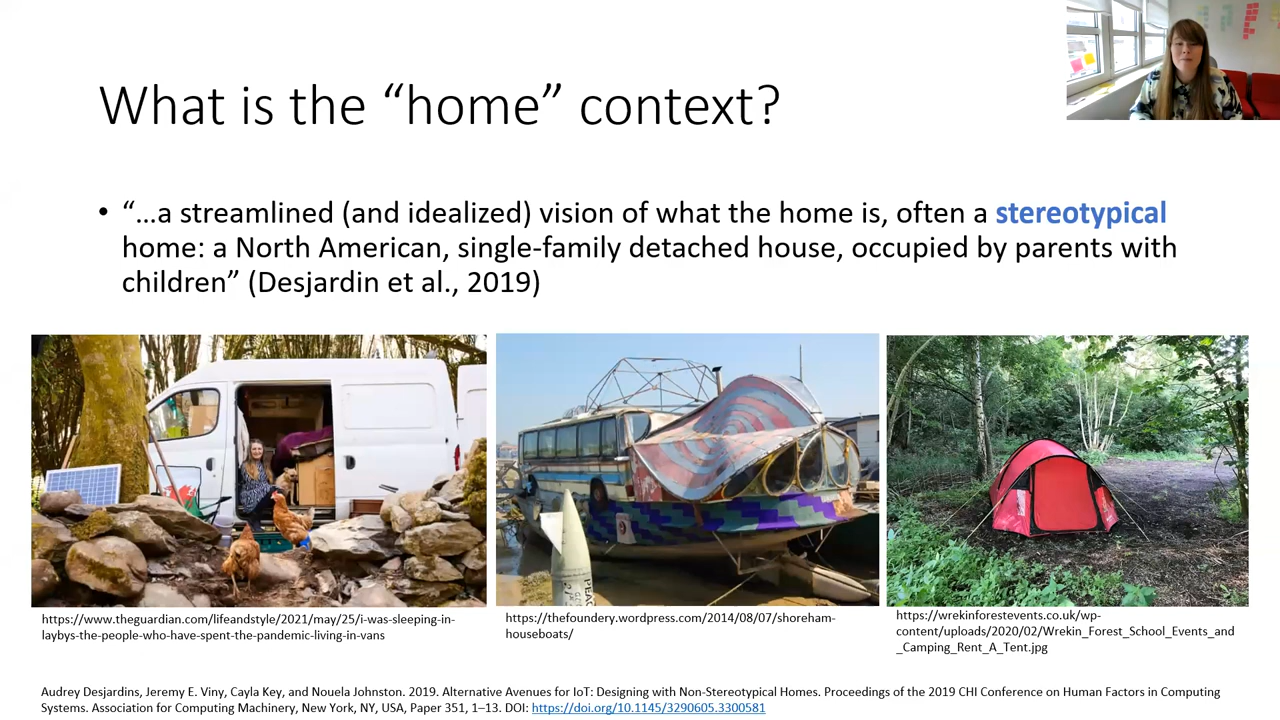 What is the “home” context?
• “…a streamlined (and idealized) vision of what the home is, often a stereotypical
home: a North American, single-family detached house, occupied by parents with
children” (Desjardin et al., 2019)
https://www.theguardian.com/lifeandstyle/2021/may/25/i-was-sleeping-in-
laybys-the-people-who-have-spent-the-pandemic-living-in-vans
https://thefoundery.wordpress.com/2014/08/07/shoreham-
houseboats/
https://wrekinforestevents.co.uk/wp-
content/uploads/2020/02/Wrekin_Forest_School_Events_and
_Camping_Rent_A_Tent.jpg
Audrey Desjardins, Jeremy E. Viny, Cayla Key, and Nouela Johnston. 2019. Alternative Avenues for IoT: Designing with Non-Stereotypical Homes. Proceedings of the 2019 CHI Conference on Human Factors in Computing
Systems. Association for Computing Machinery, New York, NY, USA, Paper 351, 1–13. DOI: https://doi.org/10.1145/3290605.3300581